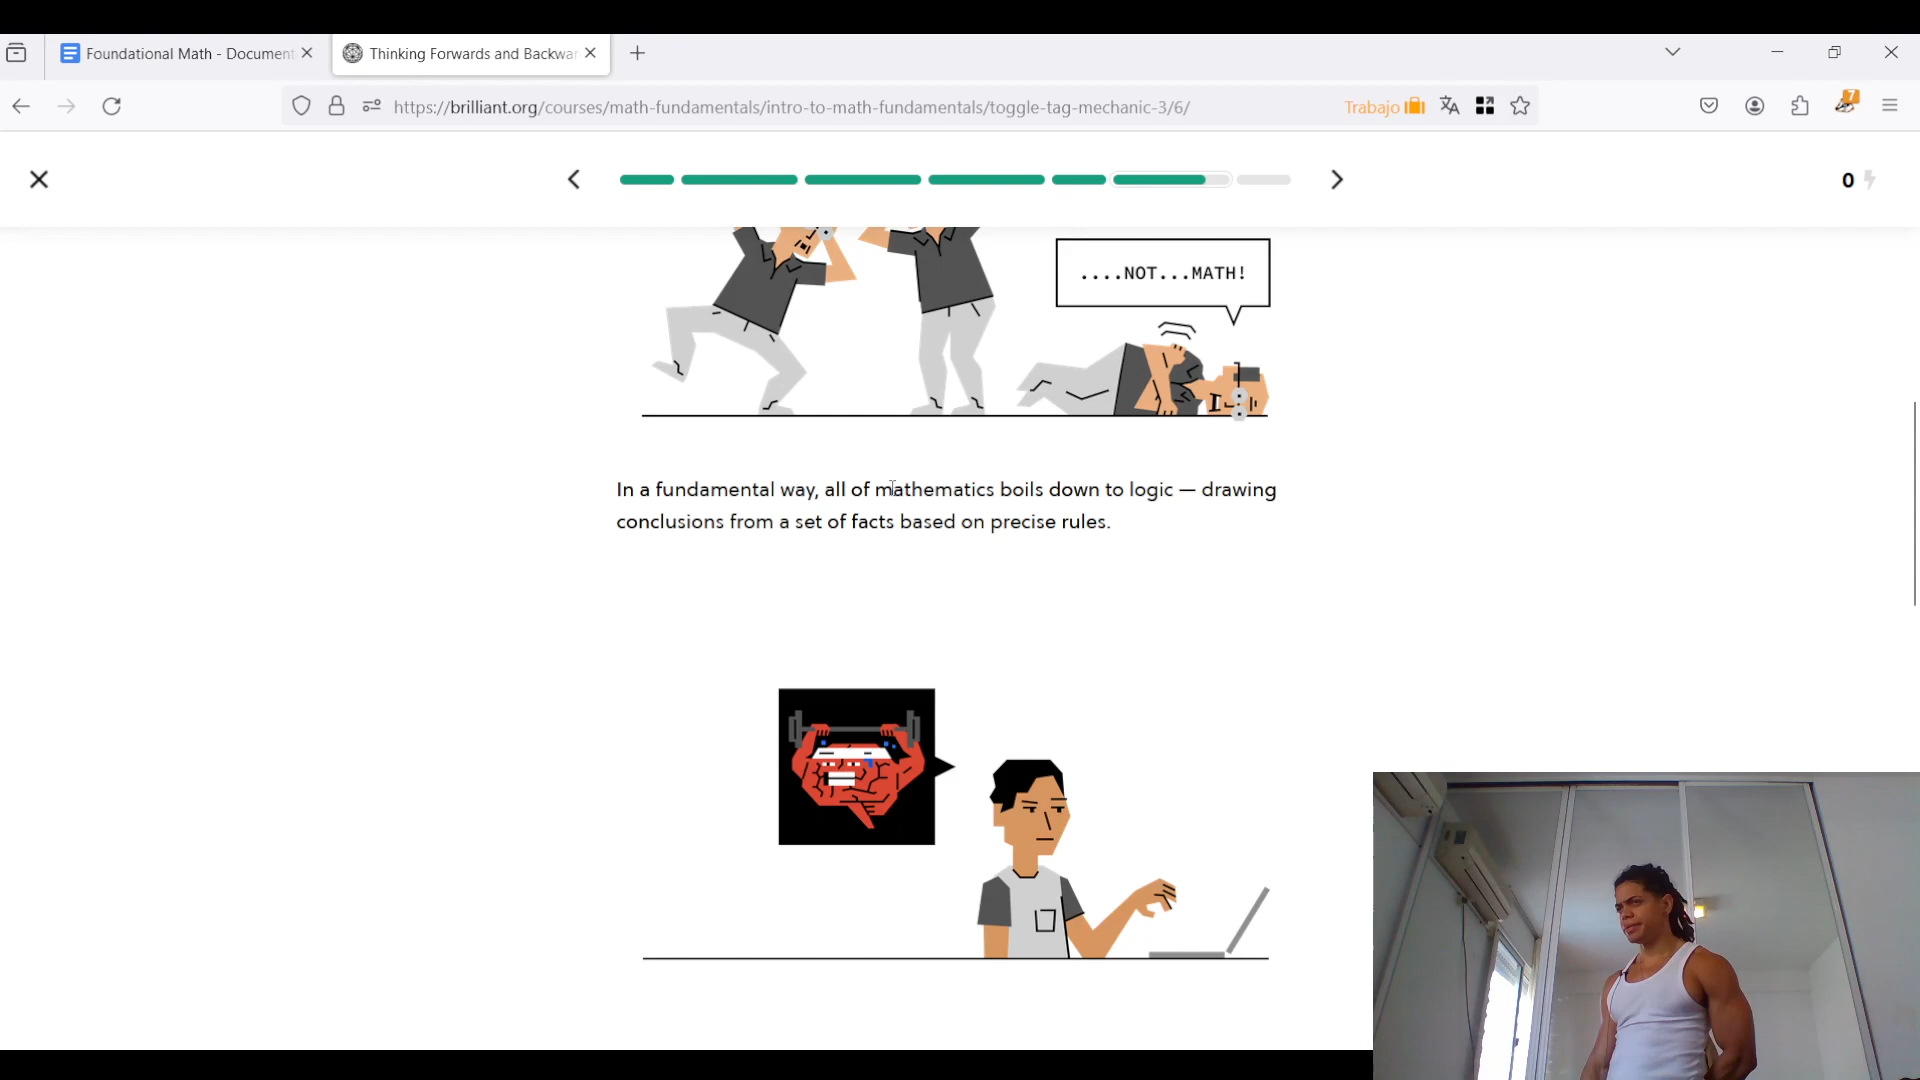 Foundational Math - Document
Thinking Forwards and Backwar
https://brilliant.org/courses/math-fundamentals/intro-to-math-fundamentals/toggle-tag-mechanic-3/6/
Trabajo
7
0
....NOT...MATH!
In a fundamental way, all of mathematics boils down to logic — drawing
conclusions from a set of facts based on precise rules.